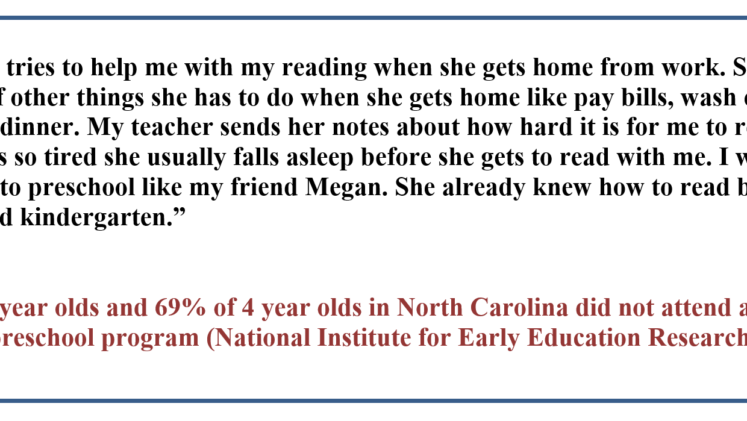 tries to help me with my reading when she gets home from work. S
f other things she has to do when she gets home like pay bills, wash
dinner. My teacher sends her notes about how hard it is for me to r
s so tired she usually falls asleep before she gets to read with me. I w
to preschool like my friend Megan. She already knew how to read b
d kindergarten.”
year olds and 69% of 4 year olds in North Carolina did not attend a
preschool program (National Institute for Early Education Research